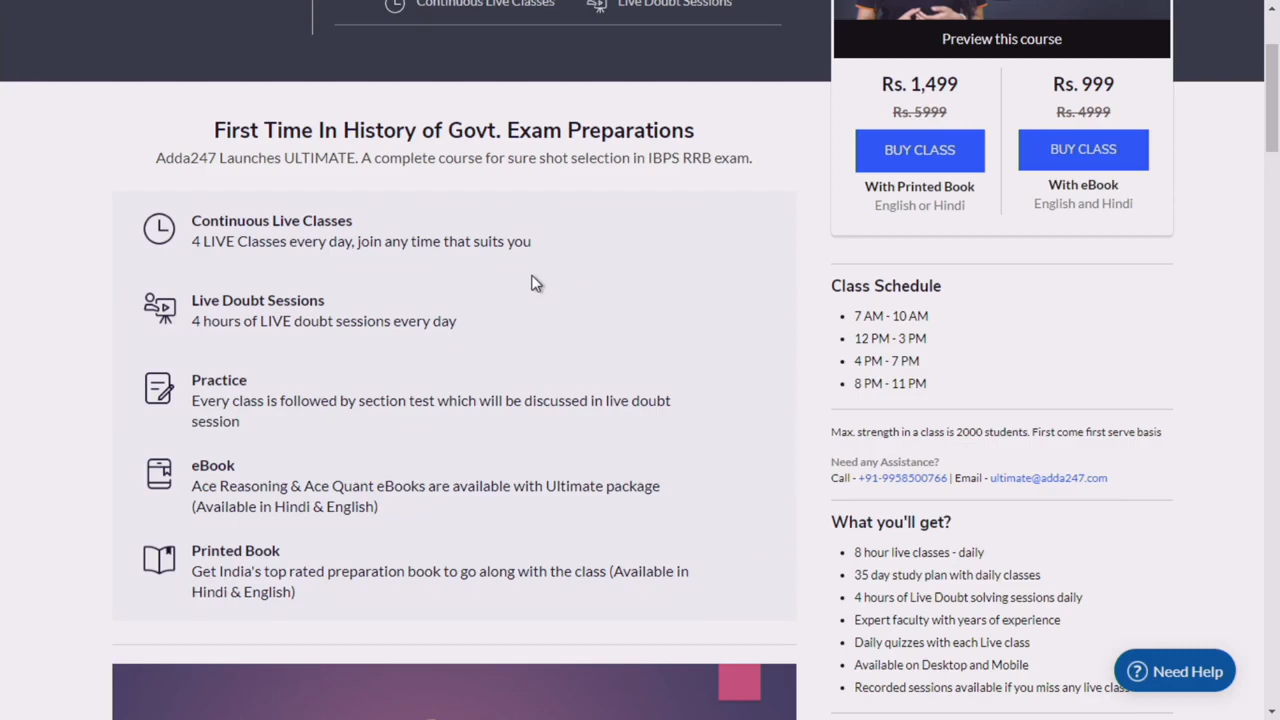 Continuous Live Classes
Live Doubt Sessions
First Time In History of Govt. Exam Preparations
Adda247 Launches ULTIMATE. A complete course for sure shot selection in IBPS RRB exam.
Continuous Live Classes
4 LIVE Classes every day, join any time that suits you
Live Doubt Sessions
4 hours of LIVE doubt sessions every day
Practice
Every class is followed by section test which will be discussed in live doubt
session
eBook
Ace Reasoning & Ace Quant eBooks are available with Ultimate package
(Available in Hindi & English)
Printed Book
Get India's top rated preparation book to go along with the class (Available in
Hindi & English)
Preview this course
Rs. 1,499
Rs. 5999
BUY CLASS
With Printed Book
English or Hindi
Rs. 999
Rs. 4999
BUY CLASS
With eBook
English and Hindi
Class Schedule
7 AM - 10 AM
12 PM - 3 PM
4 PM - 7 PM
8 PM - 11 PM
Max. strength in a class is 2000 students. First come first serve basis
Need any Assistance?
Call - +91-9958500766 | Email - ultimate@adda247.com
What you'll get?
8 hour live classes - daily
35 day study plan with daily classes
4 hours of Live Doubt solving sessions daily
Expert faculty with years of experience
Daily quizzes with each Live class
Available on Desktop and Mobile
Recorded sessions available if you miss any live clas
Need Help